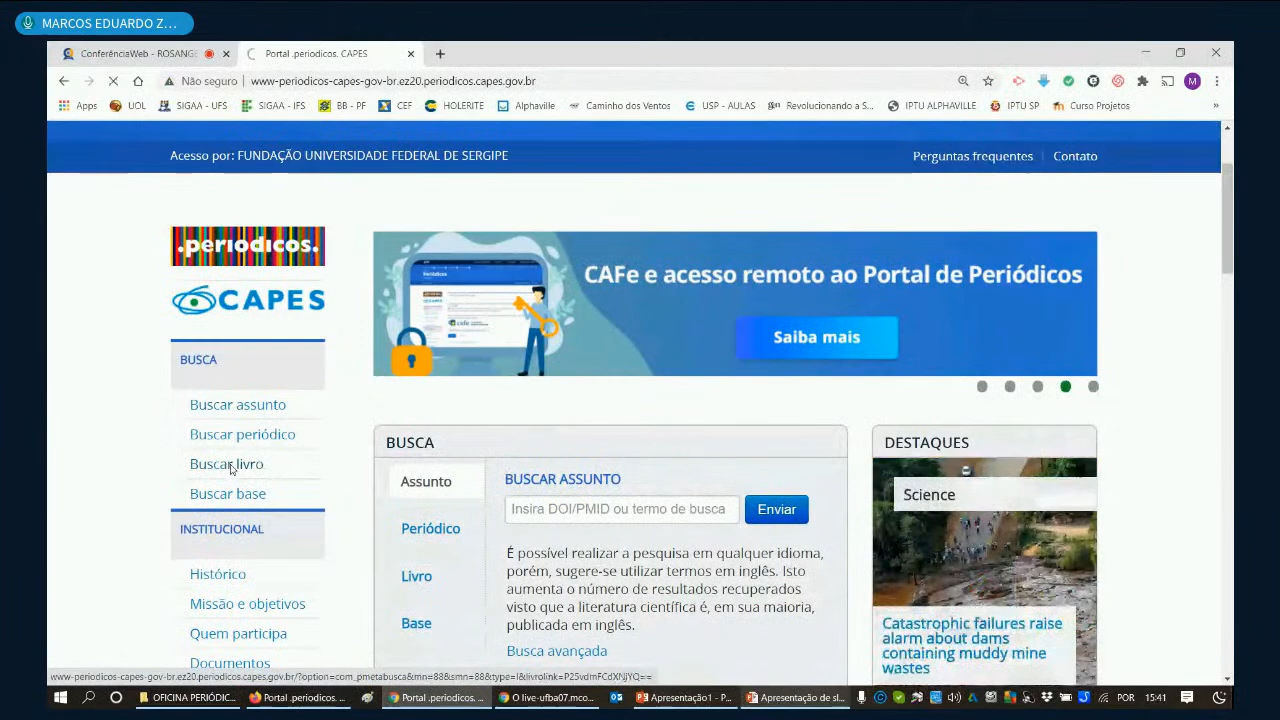 MARCOS EDUARDO Z...
ConferênciaWeb - ROSANGE
Portal .periodicos. CAPES
Não seguro | www-periodicos-capes-gov-br.ez20.periodicos.capes.gov.br
M
Apps UOL SIGAA - UFS SIGAA - IFS BB - PF CEF HOLERITE Alphaville Caminho dos Ventos USP - AULAS Revolucionando a S... IPTU ALPHAVILLE IPTU SP Curso Projetos »
Acesso por: FUNDAÇÃO UNIVERSIDADE FEDERAL DE SERGIPE
Perguntas frequentes | Contato
.periodicos.
CAPES
CAFe e acesso remoto ao Portal de Periódicos
Saiba mais
BUSCA
Buscar assunto
Buscar periódico
Buscar livro
Buscar base
INSTITUCIONAL
Histórico
Missão e objetivos
Quem participa
Documentos
BUSCA
Assunto
Periódico
Livro
Base
BUSCAR ASSUNTO
Insira DOI/PMID ou termo de busca
Enviar
É possível realizar a pesquisa em qualquer idioma,
porém, sugere-se utilizar termos em inglês. Isto
aumenta o número de resultados recuperados
visto que a literatura científica é, em sua maioria,
publicada em inglês.
Busca avançada
DESTAQUES
Science
Catastrophic failures raise
alarm about dams
containing muddy mine
wastes
OFICINA PERIÓDIC... Portal .periodicos. ... Portal .periodicos. ... O live-ufba07.mco... Apresentação1 - P... Apresentação de sl... POR 15:41